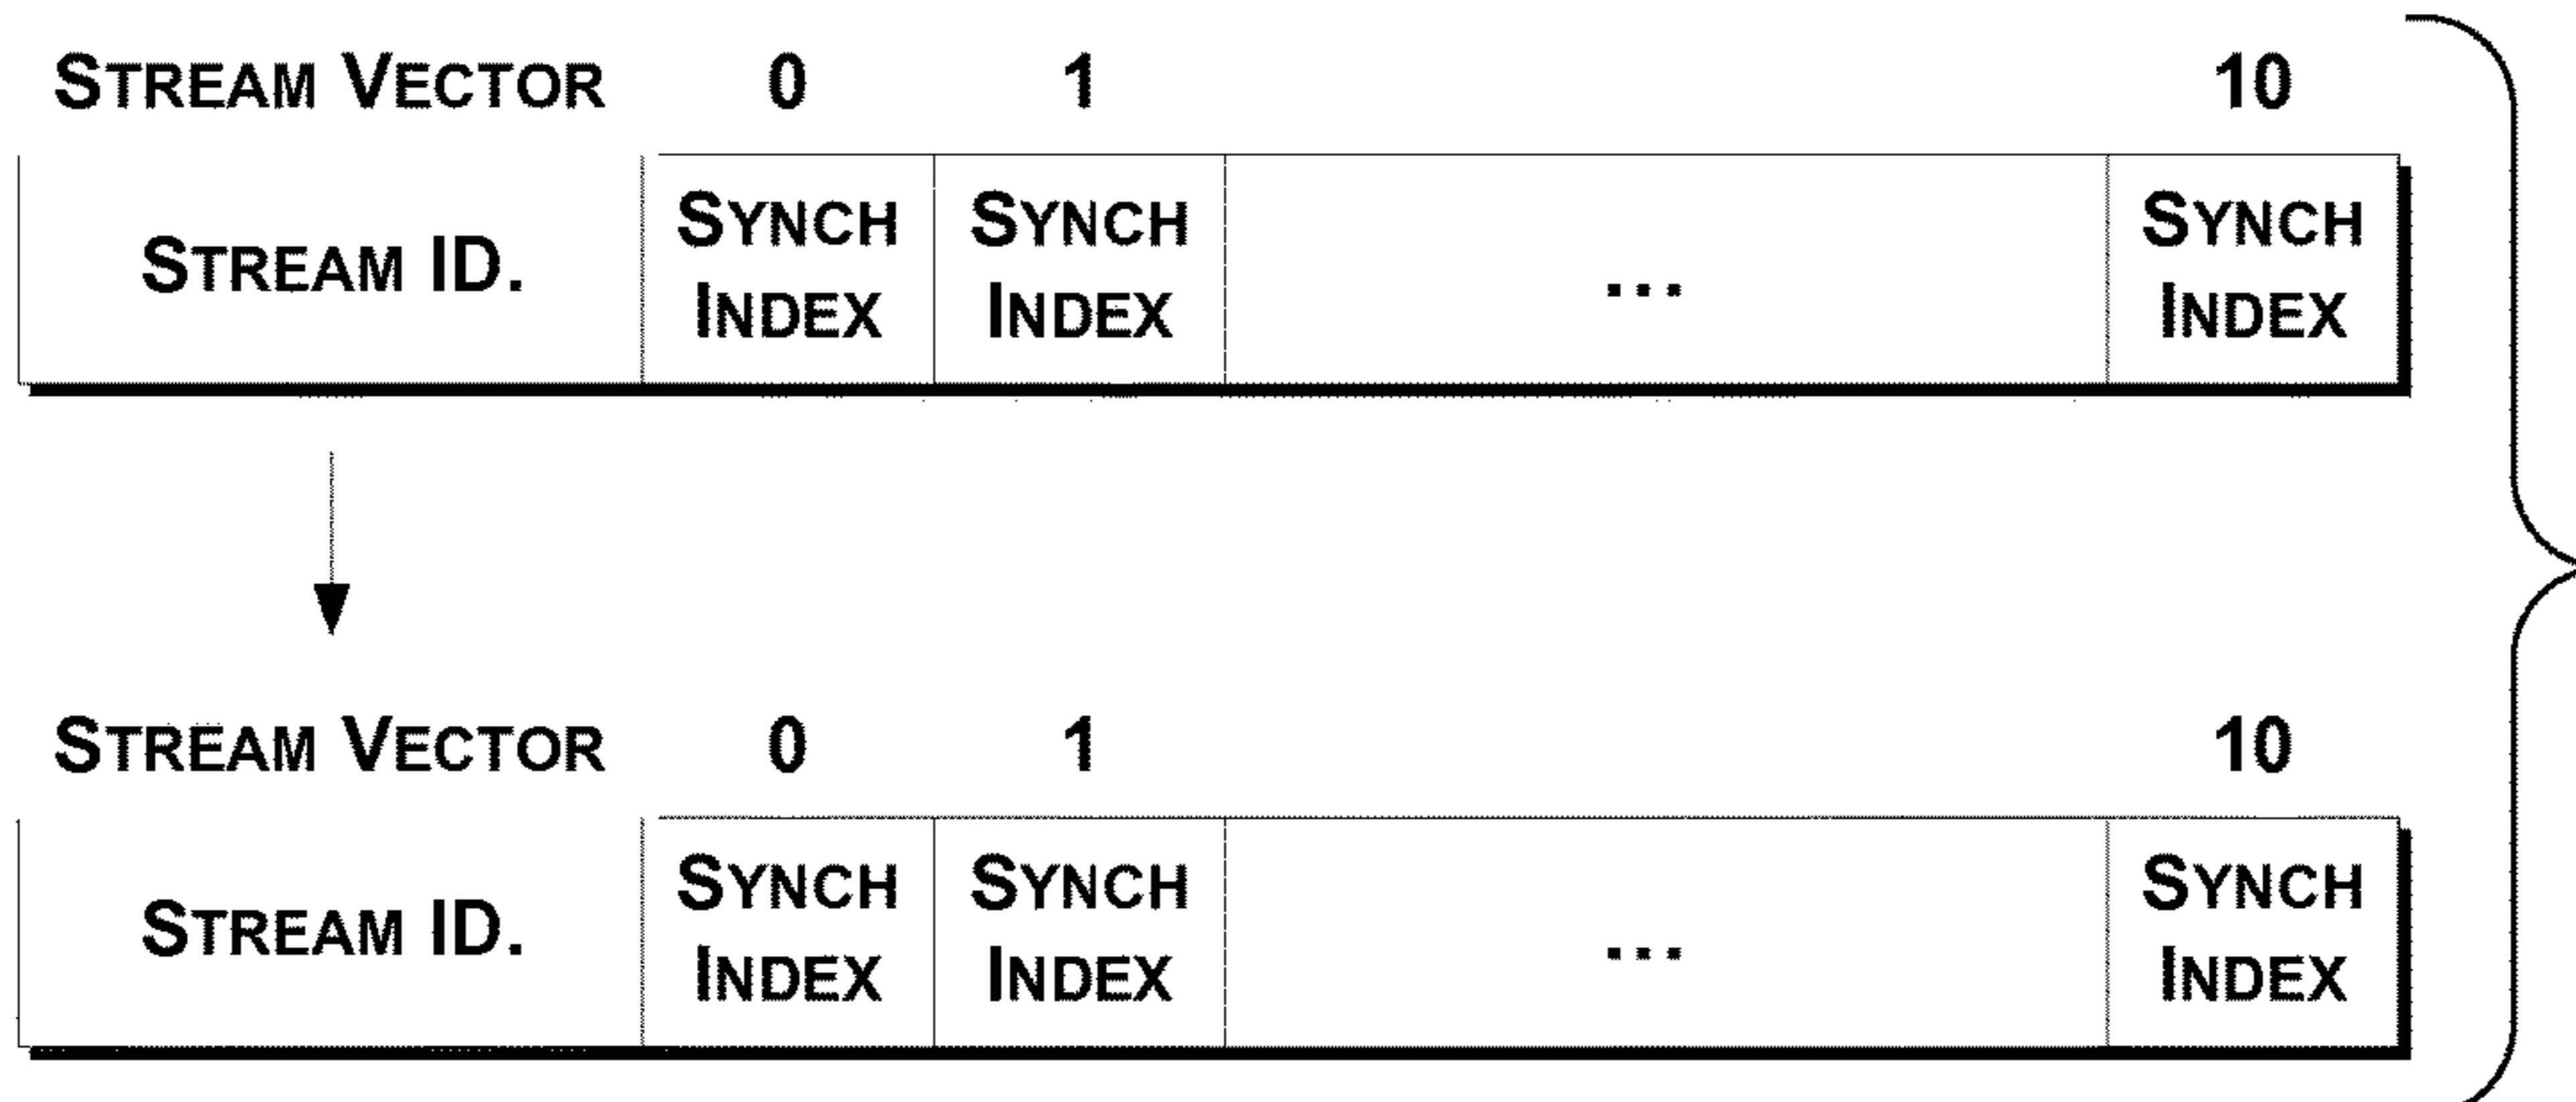 STREAM VECTOR 0 1 10
STREAM ID. SYNCH INDEX SYNCH INDEX ... SYNCH INDEX
STREAM VECTOR 0 1 10
STREAM ID. SYNCH INDEX SYNCH INDEX ... SYNCH INDEX